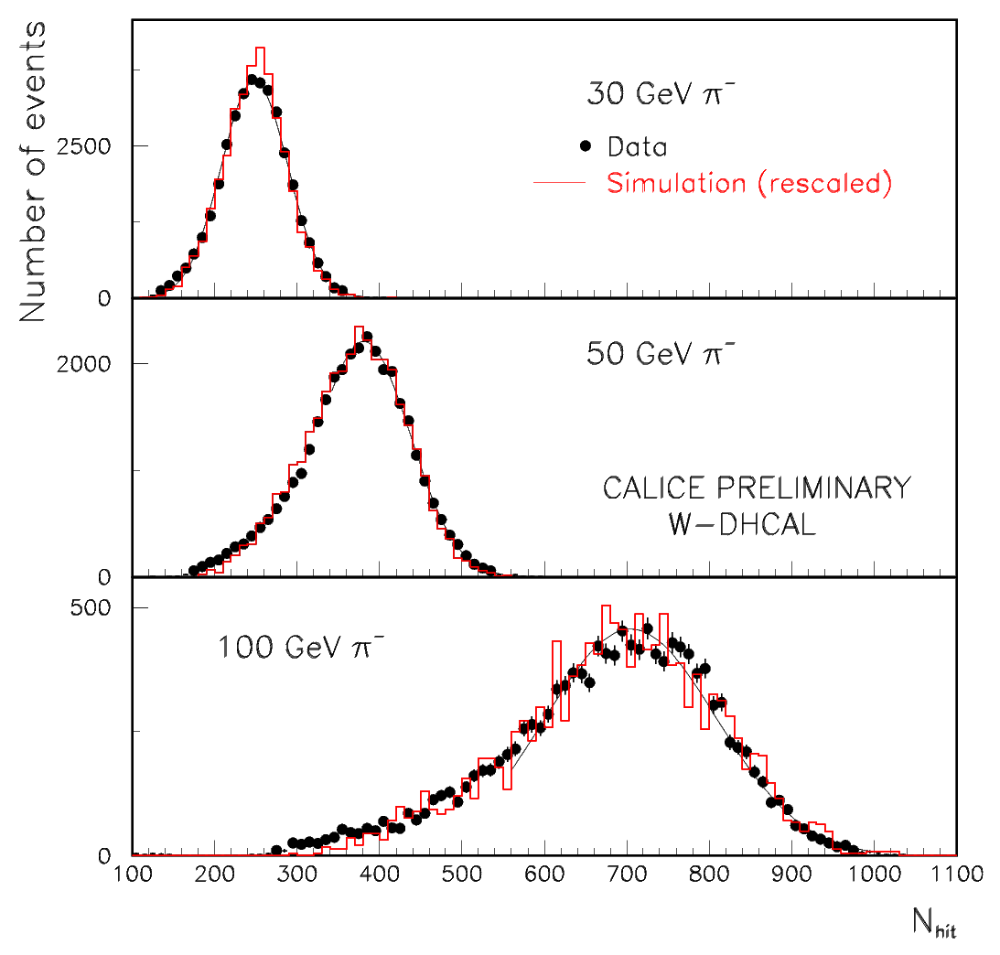 Number of events
30 GeV π⁻
Data
Simulation (rescaled)
2500
0
50 GeV π⁻
2000
CALICE PRELIMINARY
W–DHCAL
0
500
100 GeV π⁻
0
100 200 300 400 500 600 700 800 900 1000 1100
N_hit